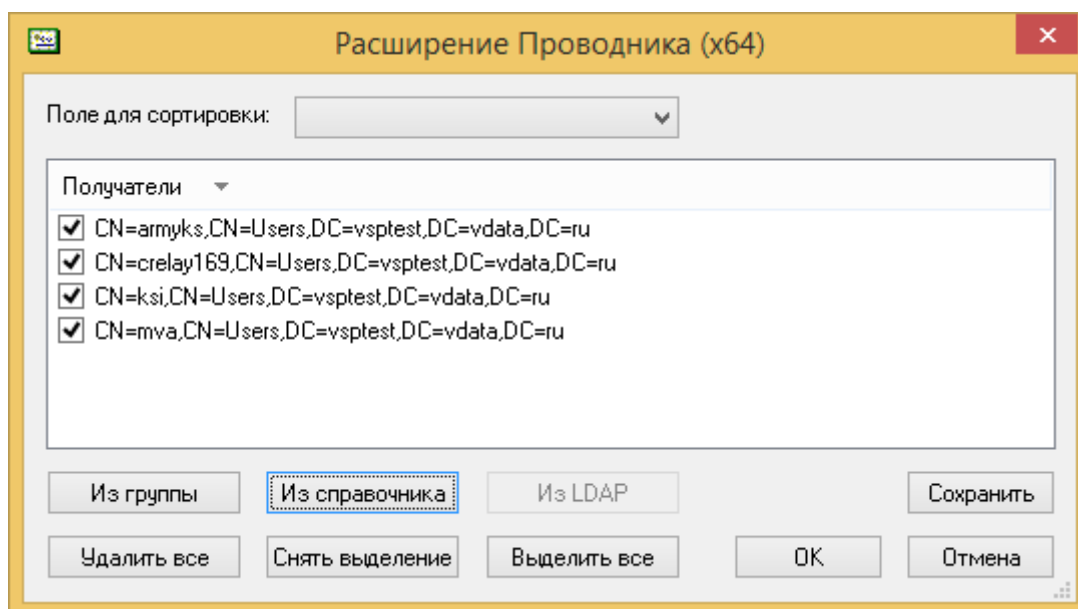 Расширение Проводника (x64)
Поле для сортировки:
Получатели
CN=armyks,CN=Users,DC=vsptest,DC=vdata,DC=ru
CN=crelay169,CN=Users,DC=vsptest,DC=vdata,DC=ru
CN=ksi,CN=Users,DC=vsptest,DC=vdata,DC=ru
CN=mva,CN=Users,DC=vsptest,DC=vdata,DC=ru
Из группы Из справочника Из LDAP Сохранить
Удалить все Снять выделение Выделить все OK Отмена